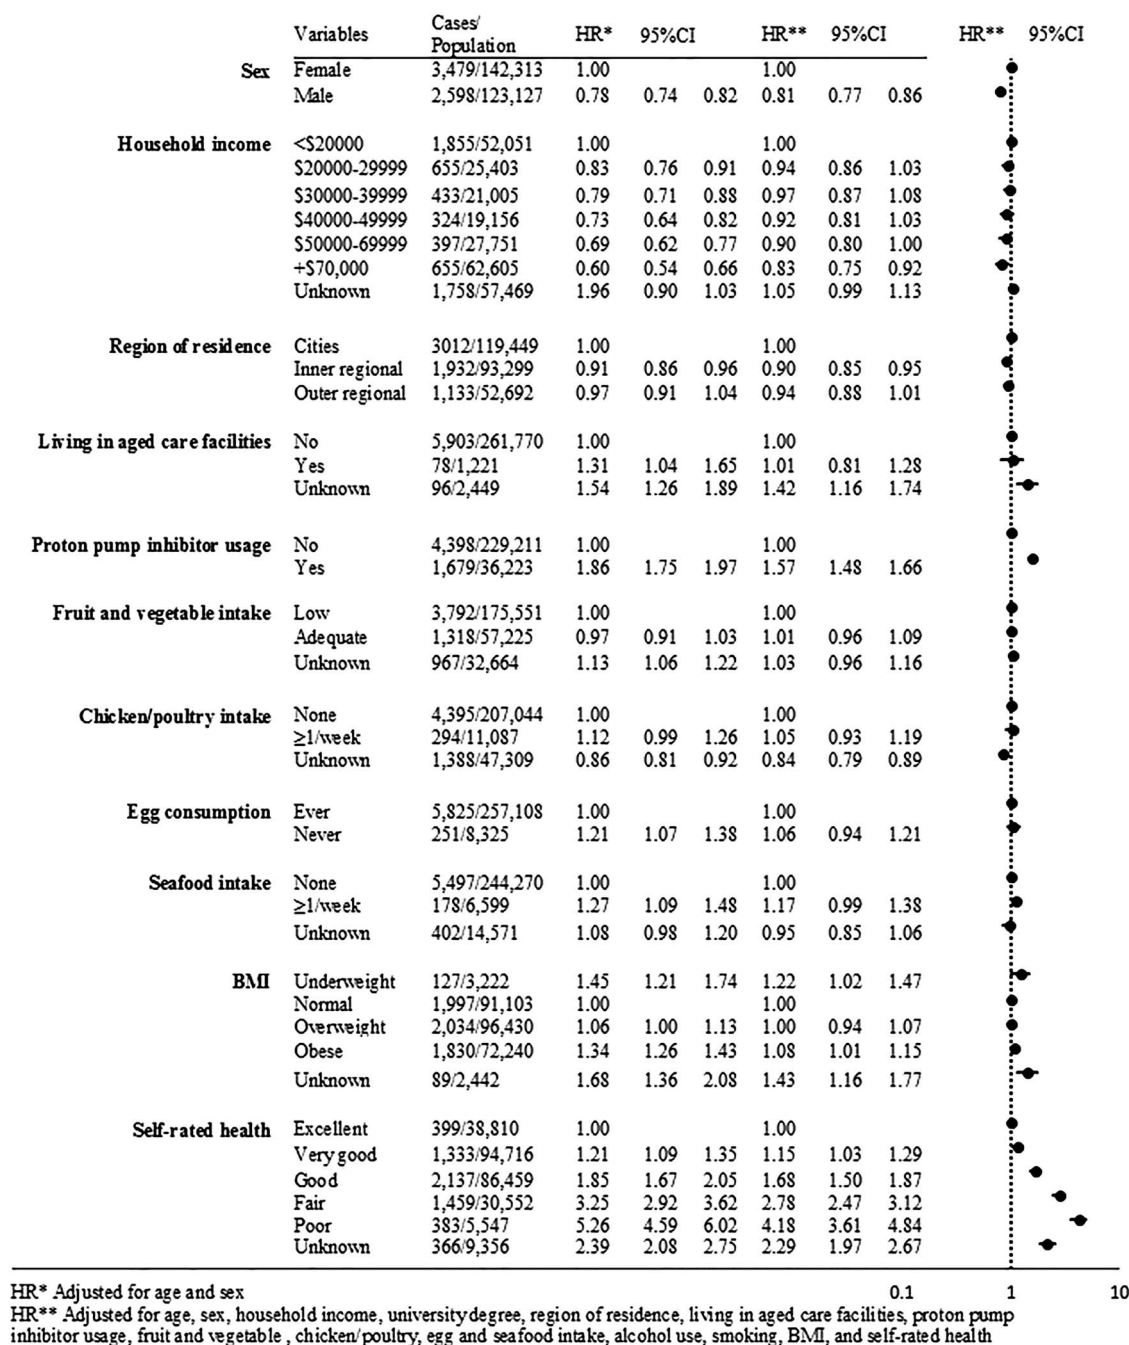 Variables Cases/ Population HR* 95%CI HR** 95%CI HR** 95%CI
Sex Female 3,479/142,313 1.00 1.00
Male 2,598/123,127 0.78 0.74 0.82 0.81 0.77 0.86
Household income <$20000 1,855/52,051 1.00 1.00
$20000-29999 655/25,403 0.83 0.76 0.91 0.94 0.86 1.03
$30000-39999 433/21,005 0.79 0.71 0.88 0.97 0.87 1.08
$40000-49999 324/19,156 0.73 0.64 0.82 0.92 0.81 1.03
$50000-69999 397/27,751 0.69 0.62 0.77 0.90 0.80 1.00
+$70,000 655/62,605 0.60 0.54 0.66 0.83 0.75 0.92
Unknown 1,758/57,469 1.96 0.90 1.03 1.05 0.99 1.13
Region of residence Cities 3012/119,449 1.00 1.00
Inner regional 1,932/93,299 0.91 0.86 0.96 0.90 0.85 0.95
Outer regional 1,133/52,692 0.97 0.91 1.04 0.94 0.88 1.01
Living in aged care facilities No 5,903/261,770 1.00 1.00
Yes 78/1,221 1.31 1.04 1.65 1.01 0.81 1.28
Unknown 96/2,449 1.54 1.26 1.89 1.42 1.16 1.74
Proton pump inhibitor usage No 4,398/229,211 1.00 1.00
Yes 1,679/36,223 1.86 1.75 1.97 1.57 1.48 1.66
Fruit and vegetable intake Low 3,792/175,551 1.00 1.00
Adequate 1,318/57,225 0.97 0.91 1.03 1.01 0.96 1.09
Unknown 967/32,664 1.13 1.06 1.22 1.03 0.96 1.16
Chicken/poultry intake None 4,395/207,044 1.00 1.00
≥1/week 294/11,087 1.12 0.99 1.26 1.05 0.93 1.19
Unknown 1,388/47,309 0.86 0.81 0.92 0.84 0.79 0.89
Egg consumption Ever 5,825/257,108 1.00 1.00
Never 251/8,325 1.21 1.07 1.38 1.06 0.94 1.21
Seafood intake None 5,497/244,270 1.00 1.00
≥1/week 178/6,599 1.27 1.09 1.48 1.17 0.99 1.38
Unknown 402/14,571 1.08 0.98 1.20 0.95 0.85 1.06
BMI Underweight 127/3,222 1.45 1.21 1.74 1.22 1.02 1.47
Normal 1,997/91,103 1.00 1.00
Overweight 2,034/96,430 1.06 1.00 1.13 1.00 0.94 1.07
Obese 1,830/72,240 1.34 1.26 1.43 1.08 1.01 1.15
Unknown 89/2,442 1.68 1.36 2.08 1.43 1.16 1.77
Self-rated health Excellent 399/38,810 1.00 1.00
Very good 1,333/94,716 1.21 1.09 1.35 1.15 1.03 1.29
Good 2,137/86,459 1.85 1.67 2.05 1.68 1.50 1.87
Fair 1,459/30,552 3.25 2.92 3.62 2.78 2.47 3.12
Poor 383/5,547 5.26 4.59 6.02 4.18 3.61 4.84
Unknown 366/9,356 2.39 2.08 2.75 2.29 1.97 2.67
HR* Adjusted for age and sex 0.1 1 10
HR** Adjusted for age, sex, household income, university degree, region of residence, living in aged care facilities, proton pump
inhibitor usage, fruit and vegetable , chicken/poultry, egg and seafood intake, alcohol use, smoking, BMI, and self-rated health